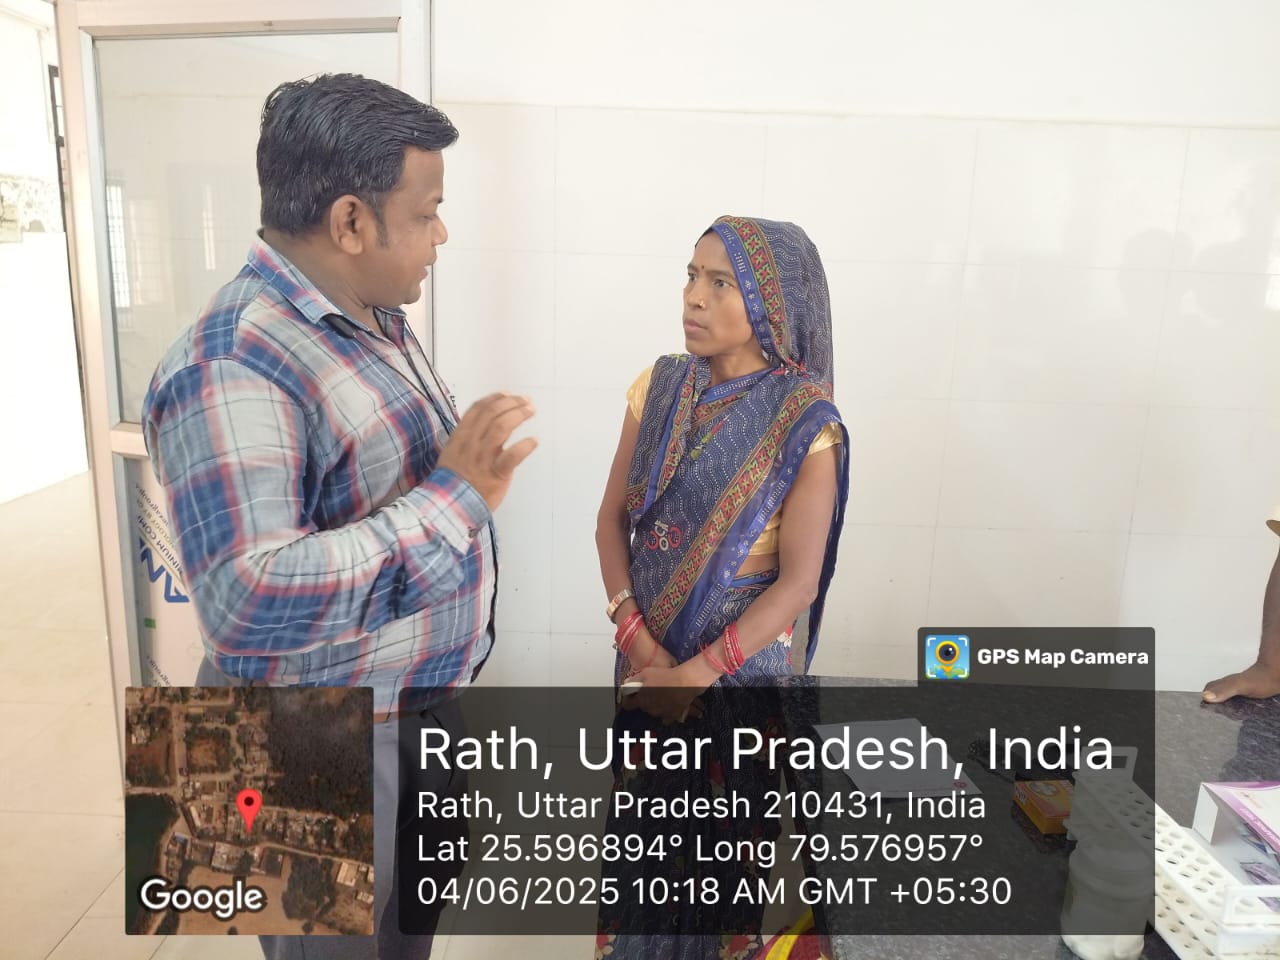 GPS Map Camera
Rath, Uttar Pradesh, India
Rath, Uttar Pradesh 210431, India
Lat 25.596894° Long 79.576957°
04/06/2025 10:18 AM GMT +05:30
Google